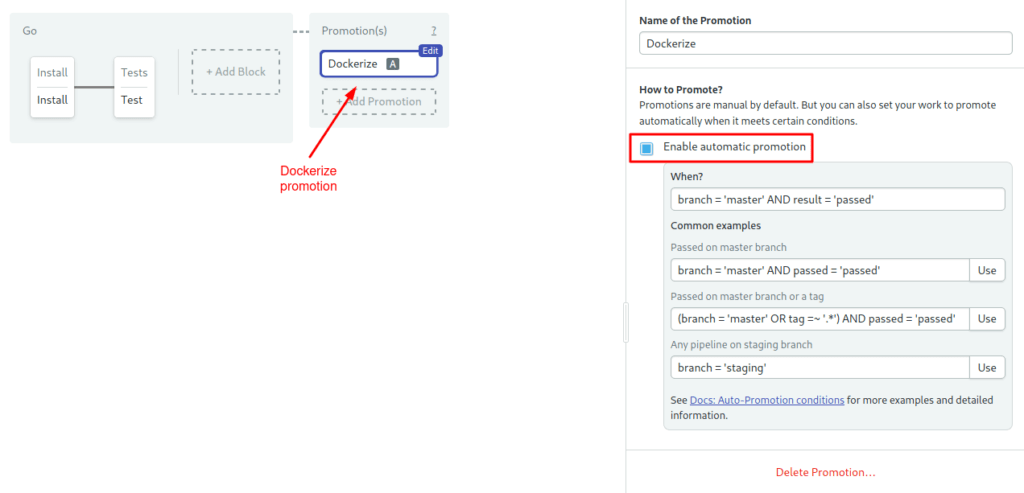 Go
Install
Install
Tests
Test
+ Add Block
Promotion(s)
?
Edit
Dockerize A
+ Add Promotion
Dockerize
promotion
Name of the Promotion
Dockerize
How to Promote?
Promotions are manual by default. But you can also set your work to promote
automatically when it meets certain conditions.
Enable automatic promotion
When?
branch = 'master' AND result = 'passed'
Common examples
Passed on master branch
branch = 'master' AND passed = 'passed'
Use
Passed on master branch or a tag
(branch = 'master' OR tag =~ '.*') AND passed = 'passed'
Use
Any pipeline on staging branch
branch = 'staging'
Use
See Docs: Auto-Promotion conditions for more examples and detailed
information.
Delete Promotion...